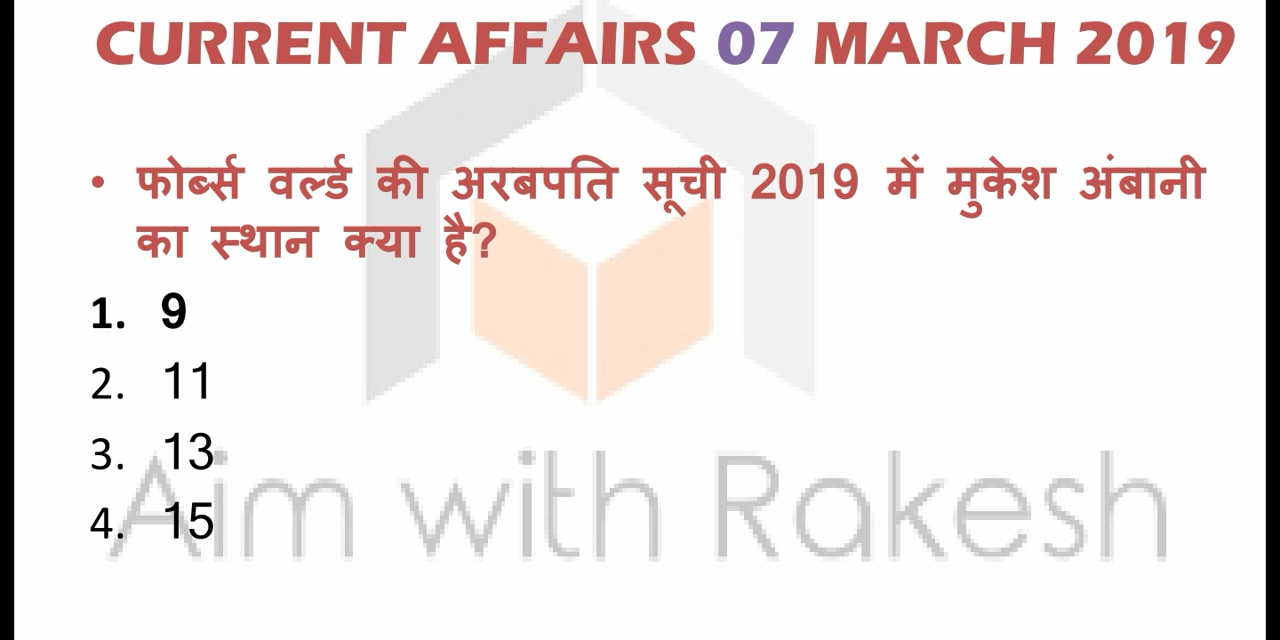 CURRENT AFFAIRS 07 MARCH 2019
• फोर्ब्स वर्ल्ड की अरबपति सूची 2019 में मुकेश अंबानी
का स्थान क्या है?
1. 9
2. 11
3. 13
4. 15
Aim with Rakesh